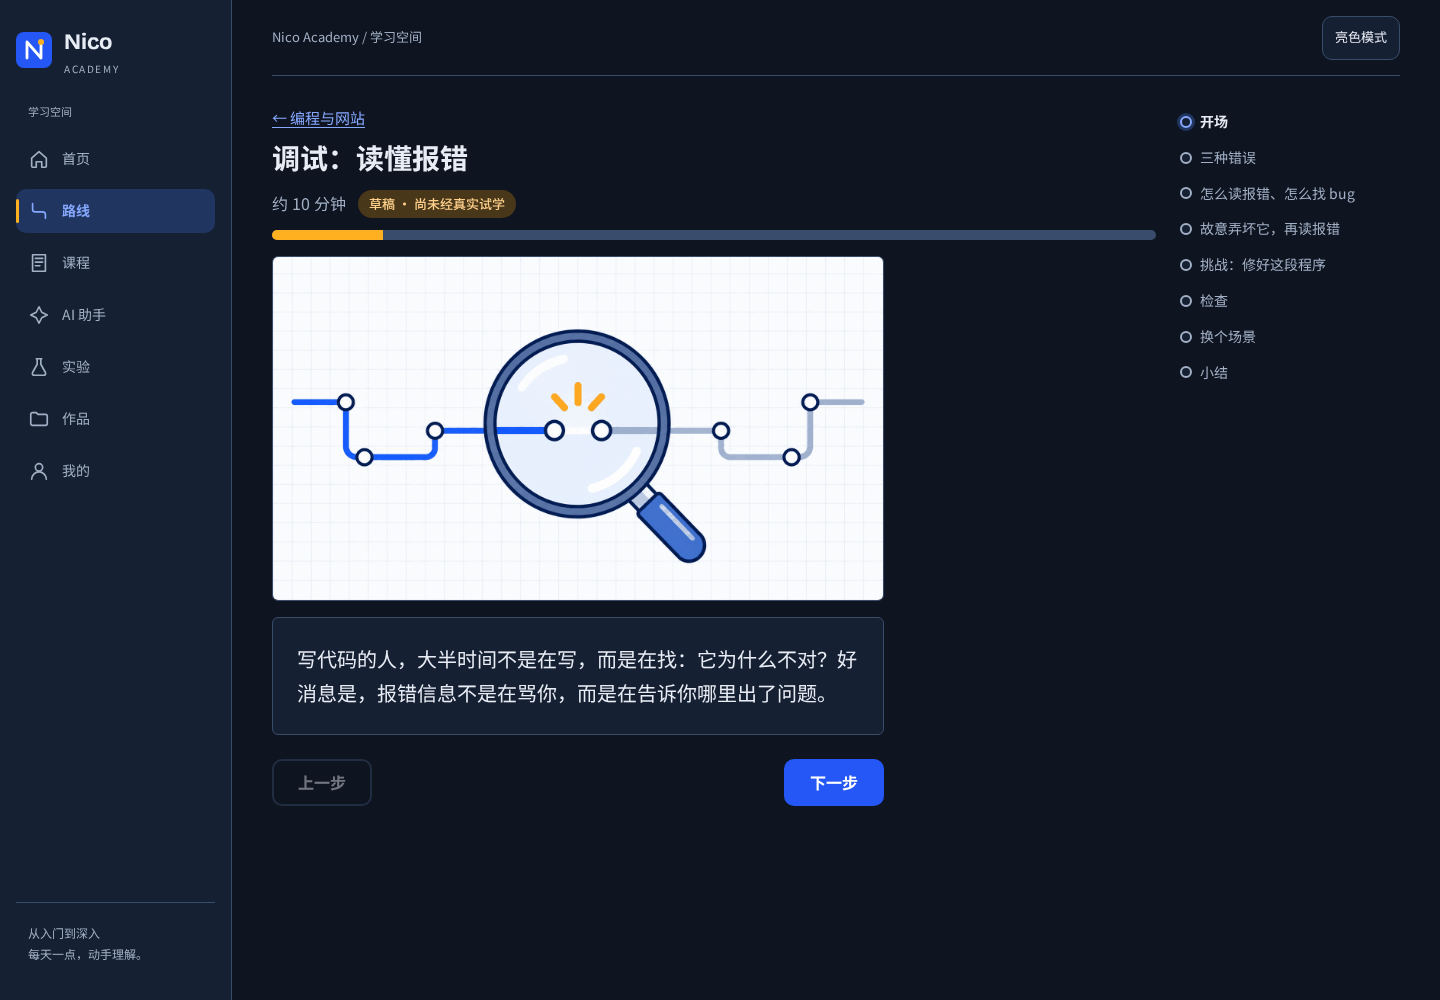 Nico
ACADEMY
学习空间
首页
路线
课程
AI 助手
实验
作品
我的
从入门到深入
每天一点，动手理解。
Nico Academy / 学习空间
亮色模式
← 编程与网站
调试：读懂报错
约 10 分钟
草稿 · 尚未经真实试学
写代码的人，大半时间不是在写，而是在找：它为什么不对？好
消息是，报错信息不是在骂你，而是在告诉你哪里出了问题。
上一步
下一步
开场
三种错误
怎么读报错、怎么找 bug
故意弄坏它，再读报错
挑战：修好这段程序
检查
换个场景
小结